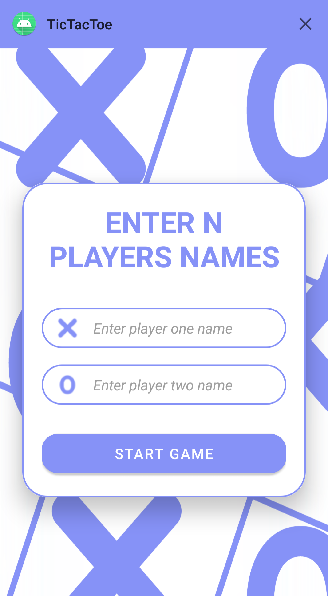 TicTacToe
ENTER N
PLAYERS NAMES
Enter player one name
Enter player two name
START GAME